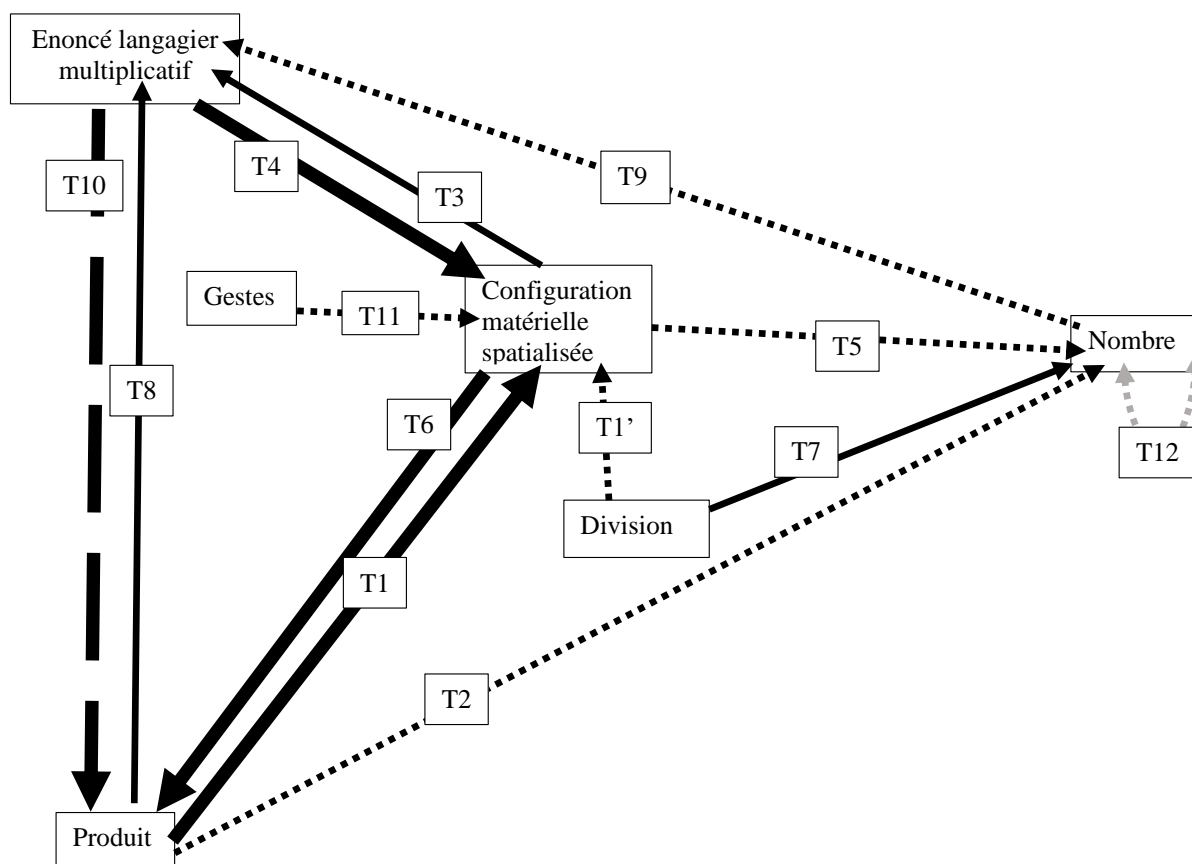 Enoncé langagier
multiplicatif
T9
T10
T4
T3
Gestes
T11
Configuration
matérielle
spatialisée
T5
Nombre
T8
T6
T1’
T7
T12
Division
T1
T2
Produit